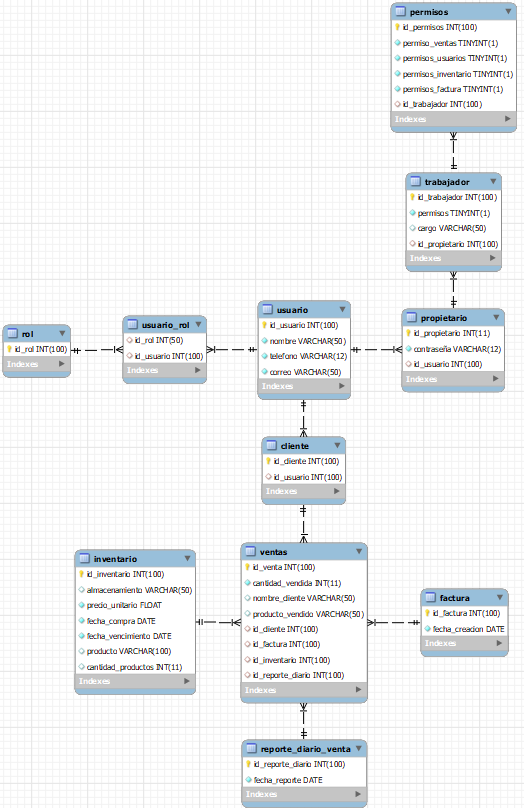 permisos
id_permisos INT(100)
permiso_ventas TINYINT(1)
permisos_usuarios TINYINT(1)
permisos_inventario TINYINT(1)
permisos_factura TINYINT(1)
id_trabajador INT(100)
Indexes
trabajador
id_trabajador INT(100)
permisos TINYINT(1)
cargo VARCHAR(50)
id_propietario INT(100)
Indexes
rol
id_rol INT(100)
Indexes
usuario_rol
id_rol INT(50)
id_usuario INT(100)
Indexes
usuario
id_usuario INT(100)
nombre VARCHAR(50)
telefono VARCHAR(12)
correo VARCHAR(50)
Indexes
propietario
id_propietario INT(11)
contraseña VARCHAR(12)
id_usuario INT(100)
Indexes
cliente
id_cliente INT(100)
id_usuario INT(100)
Indexes
inventario
id_inventario INT(100)
almacenamiento VARCHAR(50)
precio_unitario FLOAT
fecha_compra DATE
fecha_vencimiento DATE
producto VARCHAR(100)
cantidad_productos INT(11)
Indexes
ventas
id_venta INT(100)
cantidad_vendida INT(11)
nombre_cliente VARCHAR(50)
producto_vendido VARCHAR(50)
id_cliente INT(100)
id_factura INT(100)
id_inventario INT(100)
id_reporte_diario INT(100)
Indexes
factura
id_factura INT(100)
fecha_creacion DATE
Indexes
reporte_diario_venta
id_reporte_diario INT(100)
fecha_reporte DATE
Indexes